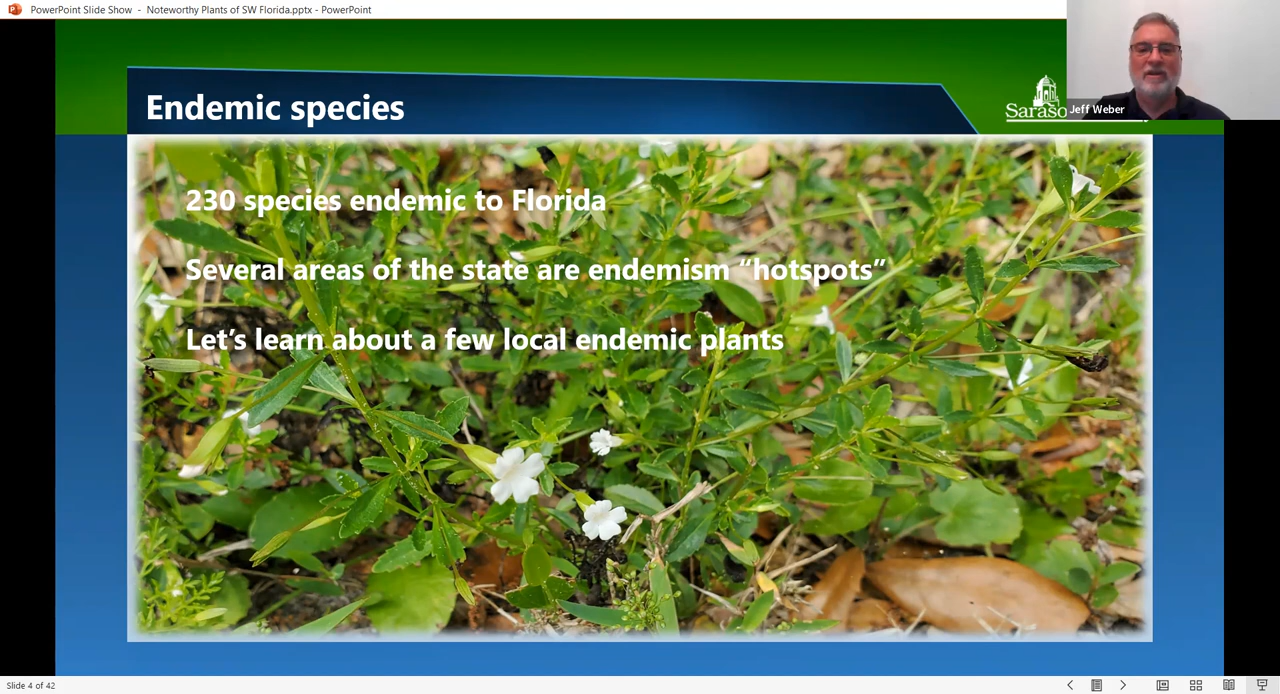 PowerPoint Slide Show - Noteworthy Plants of SW Florida.pptx - PowerPoint
Jeff Weber
Endemic species
230 species endemic to Florida
Several areas of the state are endemism “hotspots”
Let’s learn about a few local endemic plants
Slide 4 of 42